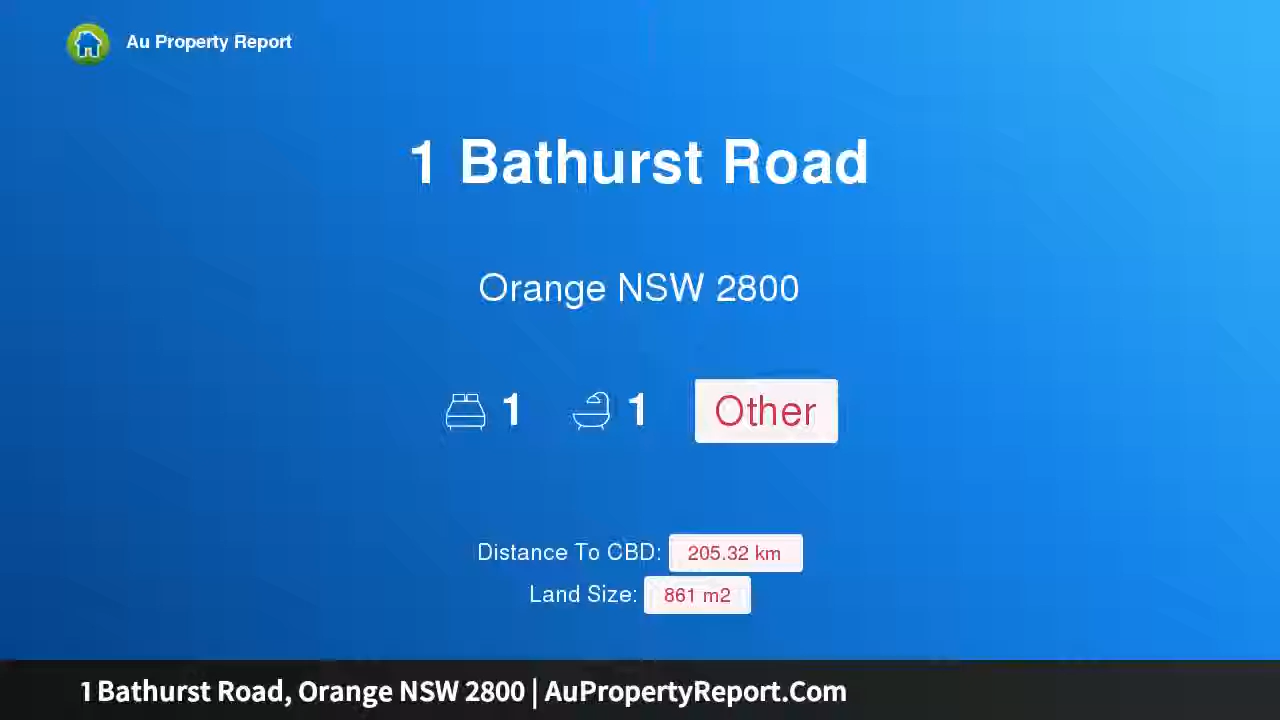 Au Property Report
1 Bathurst Road
Orange NSW 2800
1 1 Other
Distance To CBD: 205.32 km
Land Size: 861 m2
1 Bathurst Road, Orange NSW 2800 | AuPropertyReport.Com